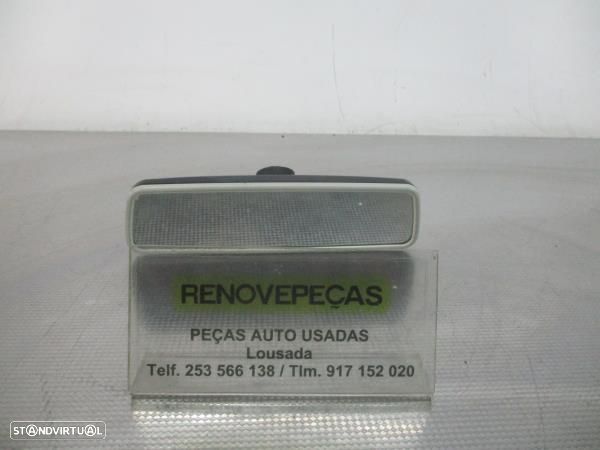 RENOVEPEÇAS
PEÇAS AUTO USADAS
Lousada
Telf. 253 566 138 / Tlm. 917 152 020
STANDVIRTUAL